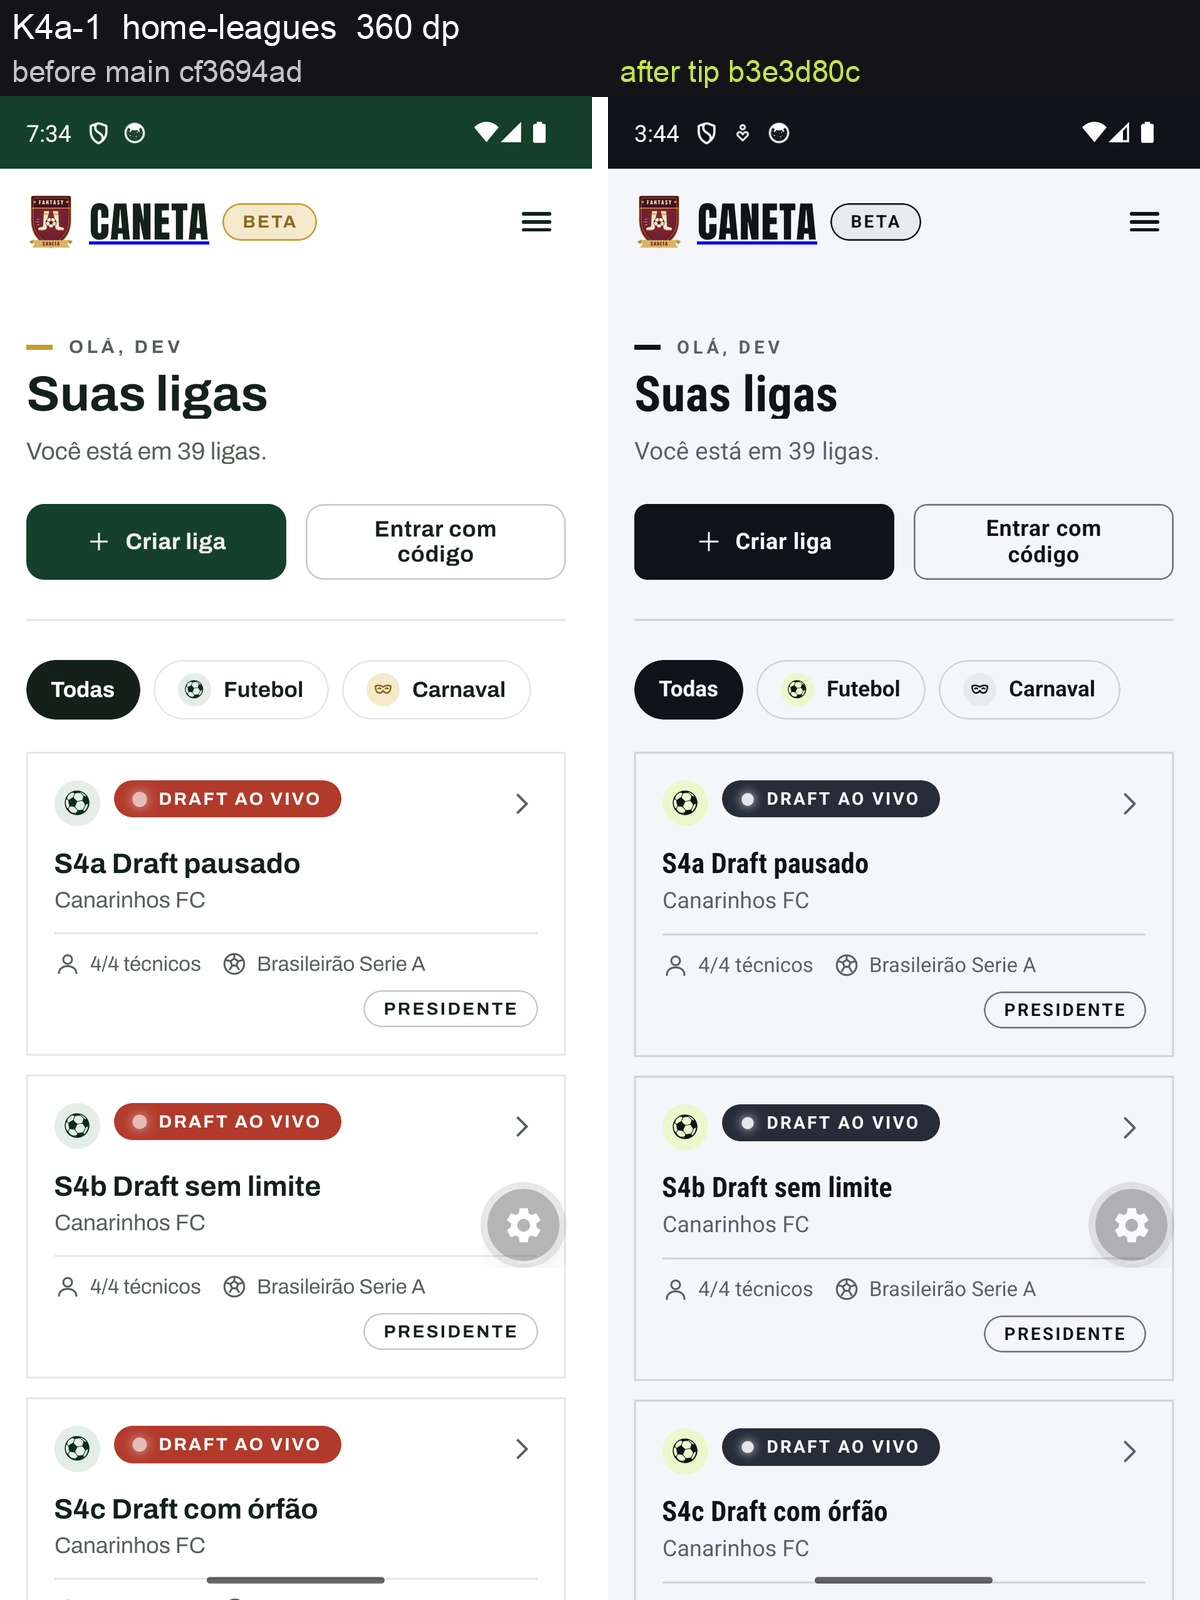 K4a-1 home-leagues 360 dp
before main cf3694ad
7:34
FANTASY
CANETA
CANETA
BETA
OLÁ, DEV
Suas ligas
Você está em 39 ligas.
Criar liga
Entrar com
código
Todas
Futebol
Carnaval
DRAFT AO VIVO
S4a Draft pausado
Canarinhos FC
4/4 técnicos
Brasileirão Serie A
PRESIDENTE
DRAFT AO VIVO
S4b Draft sem limite
Canarinhos FC
4/4 técnicos
Brasileirão Serie A
PRESIDENTE
DRAFT AO VIVO
S4c Draft com órfão
Canarinhos FC
after tip b3e3d80c
3:44
FANTASY
CANETA
CANETA
BETA
OLÁ, DEV
Suas ligas
Você está em 39 ligas.
Criar liga
Entrar com
código
Todas
Futebol
Carnaval
DRAFT AO VIVO
S4a Draft pausado
Canarinhos FC
4/4 técnicos
Brasileirão Serie A
PRESIDENTE
DRAFT AO VIVO
S4b Draft sem limite
Canarinhos FC
4/4 técnicos
Brasileirão Serie A
PRESIDENTE
DRAFT AO VIVO
S4c Draft com órfão
Canarinhos FC